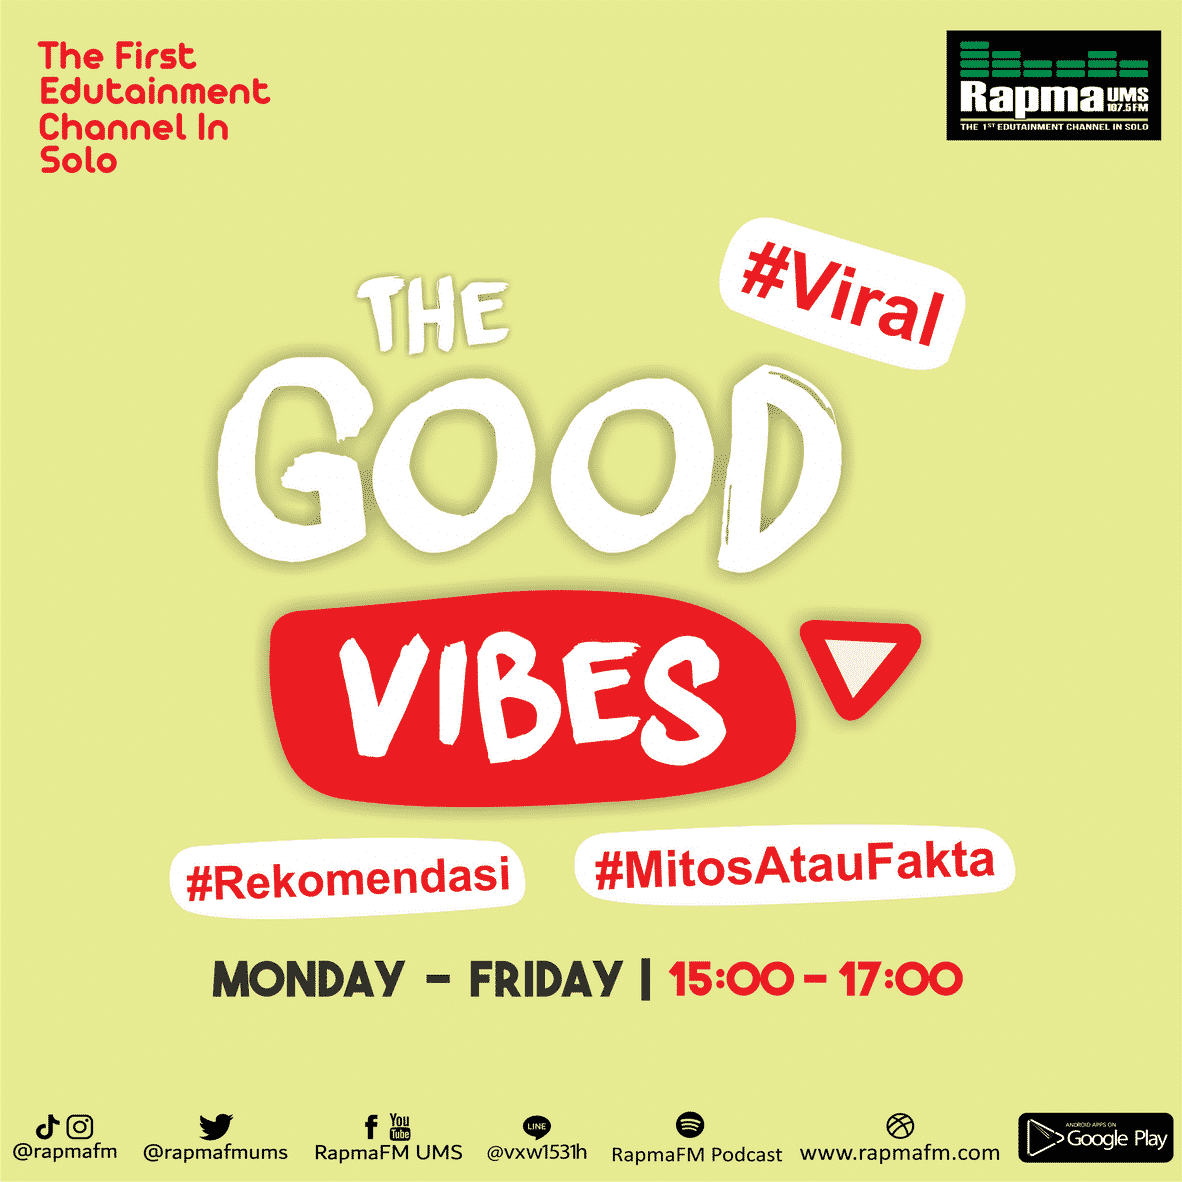 The First
Edutainment
Channel In
Solo
Rapma UMS
107.5 FM
THE 1ST EDUTAINMENT CHANNEL IN SOLO
#Viral
THE
GOOD
VIBES
#Rekomendasi
#MitosAtauFakta
MONDAY - FRIDAY | 15:00 - 17:00
You
Tube
LINE
@rapmafm
@rapmafmums
RapmaFM UMS
@vxw1531h
RapmaFM Podcast
www.rapmafm.com
ANDROID APPS ON
Google Play